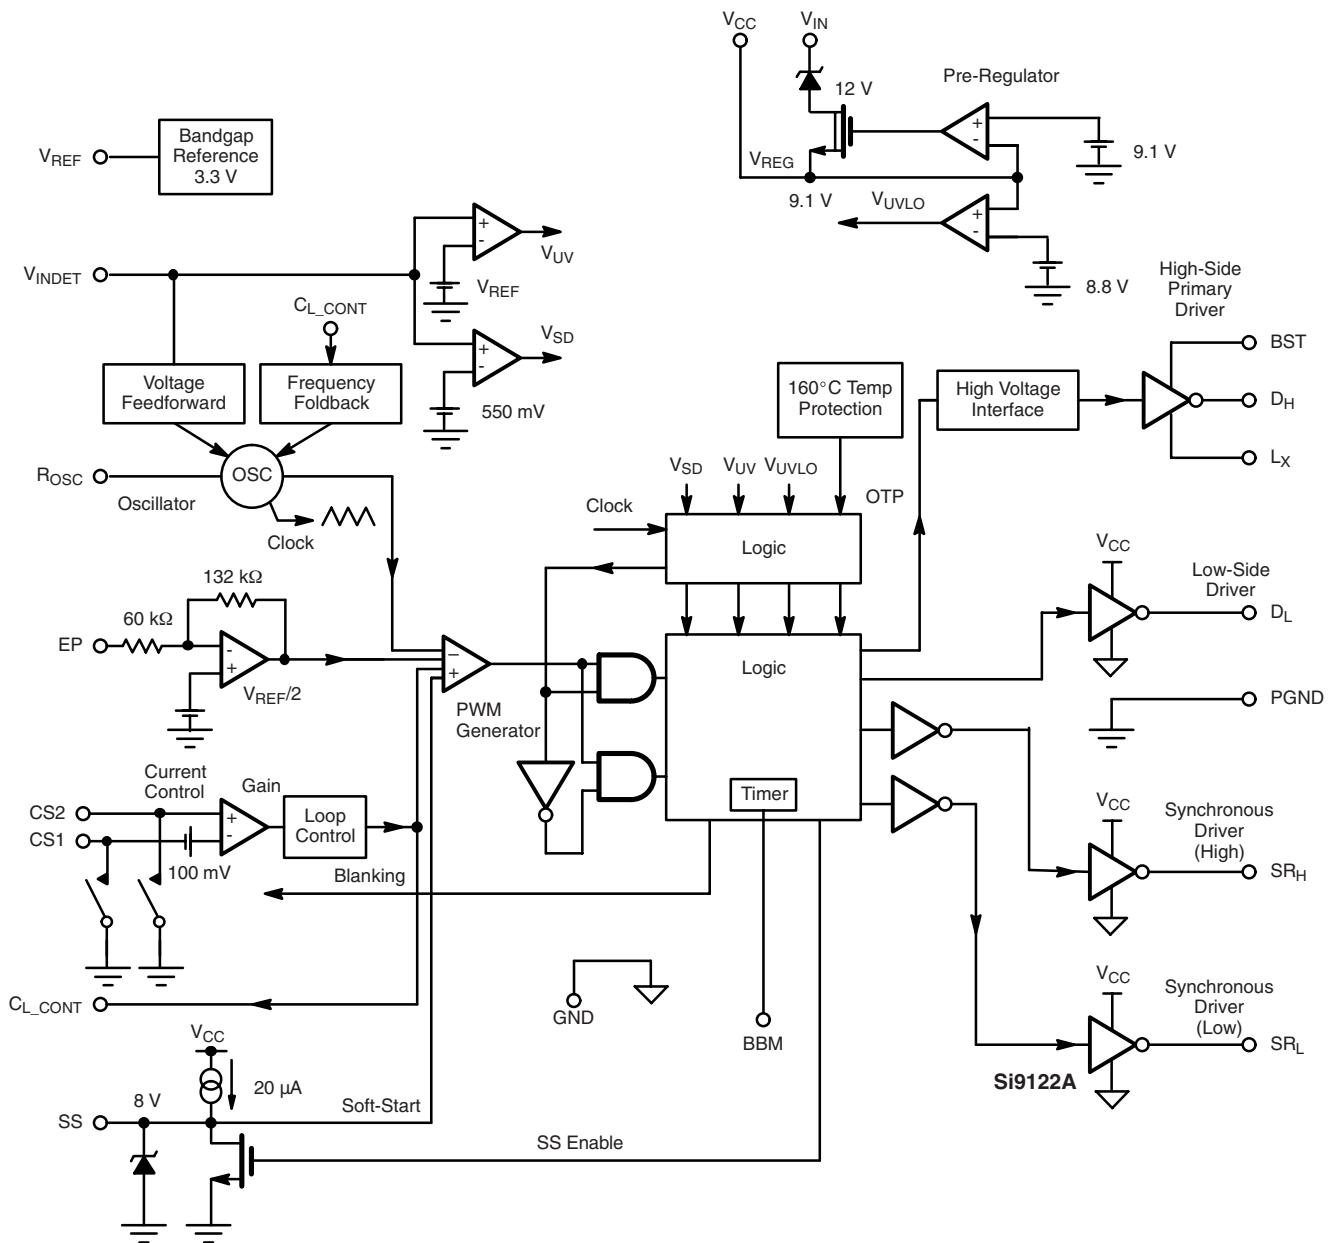 VCC
VIN
Pre-Regulator
12 V
+
-
9.1 V
VREG
9.1 V
VUVLO
+
-
8.8 V
VREF
Bandgap
Reference
3.3 V
VINDET
+
-
VUV
VREF
CL_CONT
+
-
VSD
550 mV
Voltage
Feedforward
Frequency
Foldback
ROSC
OSC
Oscillator
Clock
160°C Temp
Protection
High Voltage
Interface
High-Side
Primary
Driver
BST
DH
LX
VSD
VUV
VUVLO
OTP
Clock
Logic
132 kΩ
60 kΩ
EP
-
+
VREF/2
–
+
PWM
Generator
Logic
Timer
VCC
Low-Side
Driver
DL
PGND
Current
Control
Gain
CS2
CS1
+
-
100 mV
Loop
Control
Blanking
VCC
Synchronous
Driver
(High)
SRH
CL_CONT
GND
BBM
VCC
Synchronous
Driver
(Low)
SRL
Si9122A
VCC
20 μA
8 V
SS
Soft-Start
SS Enable